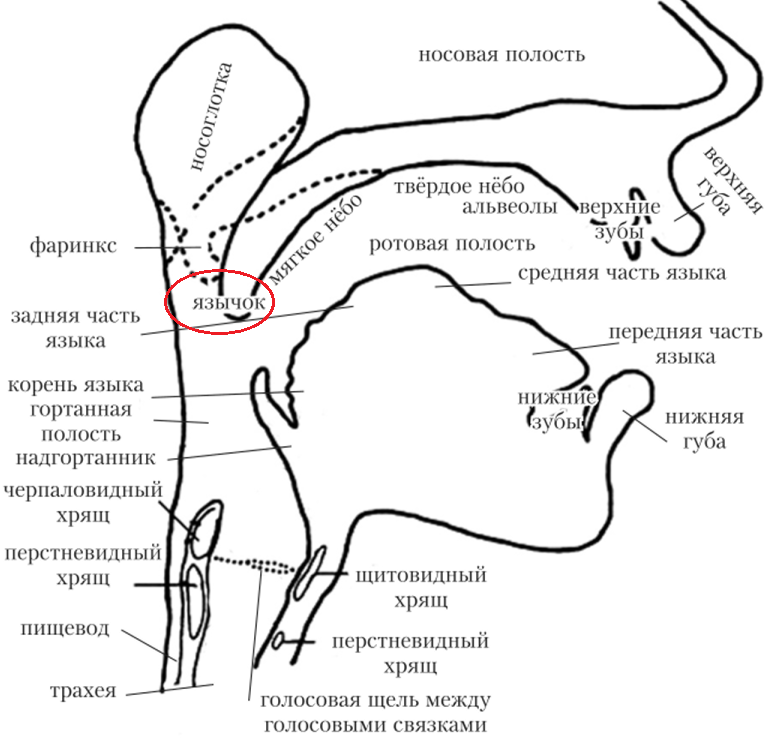 носовая полость
носоглотка
верхняя
губа
твёрдое нёбо
альвеолы
верхние
зубы
мягкое нёбо
фаринкс
ротовая полость
средняя часть языка
язычок
задняя часть
языка
передняя часть
языка
корень языка
нижние
зубы
гортанная
полость
нижняя
губа
надгортанник
черпаловидный
хрящ
перстневидный
хрящ
щитовидный
хрящ
пищевод
перстневидный
хрящ
трахея
голосовая щель между
голосовыми связками